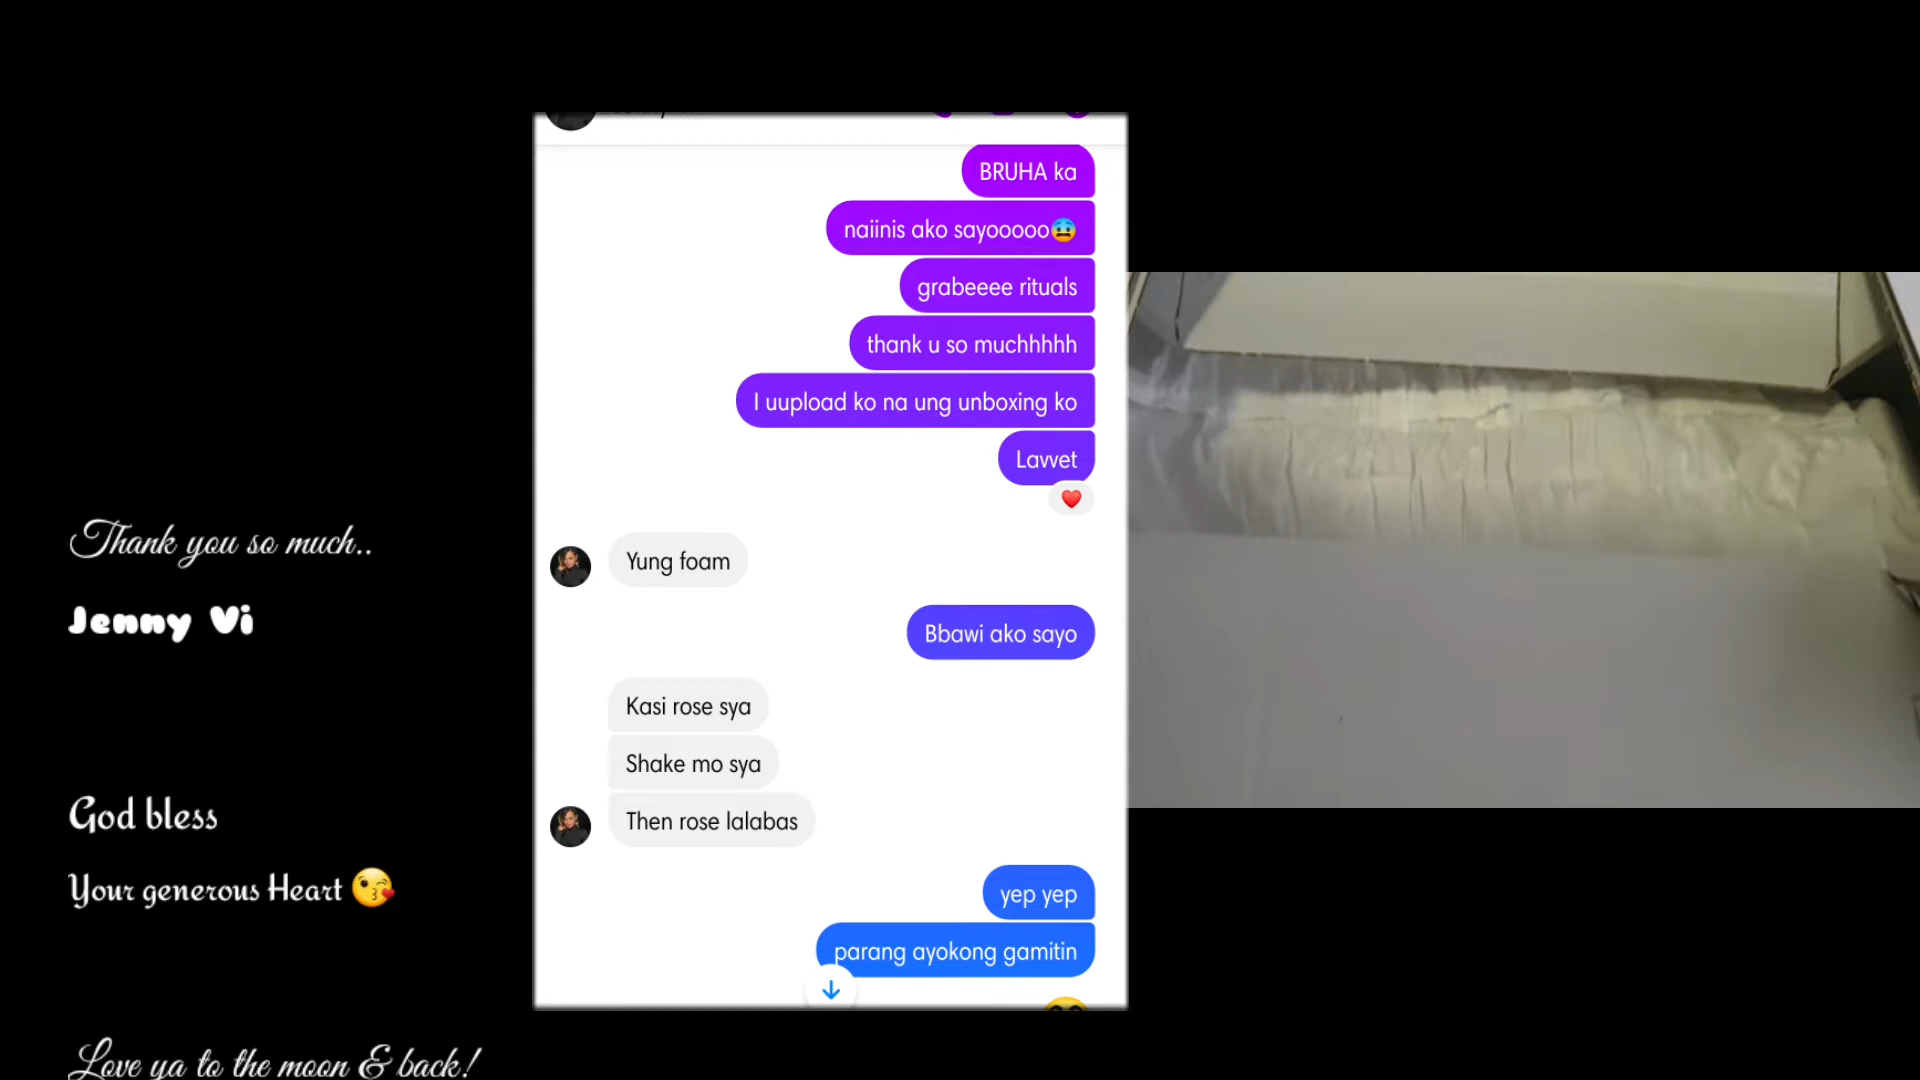 Thank you so much..
Jenny Vi
God bless
Your generous Heart 😘
Love ya to the moon & back!
BRUHA ka
naiinis ako sayooooo😰
grabeeee rituals
thank u so muchhhhh
I uupload ko na ung unboxing ko
Lavvet
Yung foam
Bbawi ako sayo
Kasi rose sya
Shake mo sya
Then rose lalabas
yep yep
parang ayokong gamitin